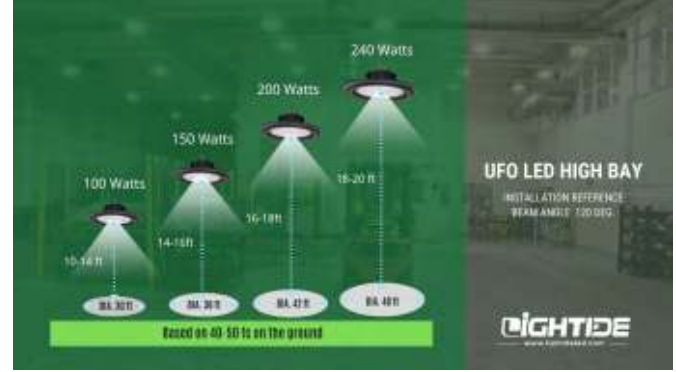 240 Watts
200 Watts
150 Watts
100 Watts
18-20 ft
16-18ft
14-16ft
10-14 ft
DIA. 30 ft
DIA. 36 ft
DIA. 42 ft
DIA. 48 ft
Based on 40-50 fc on the ground
UFO LED HIGH BAY
INSTALLATION REFERENCE
BEAM ANGLE 120 DEG
LIGHTIDE